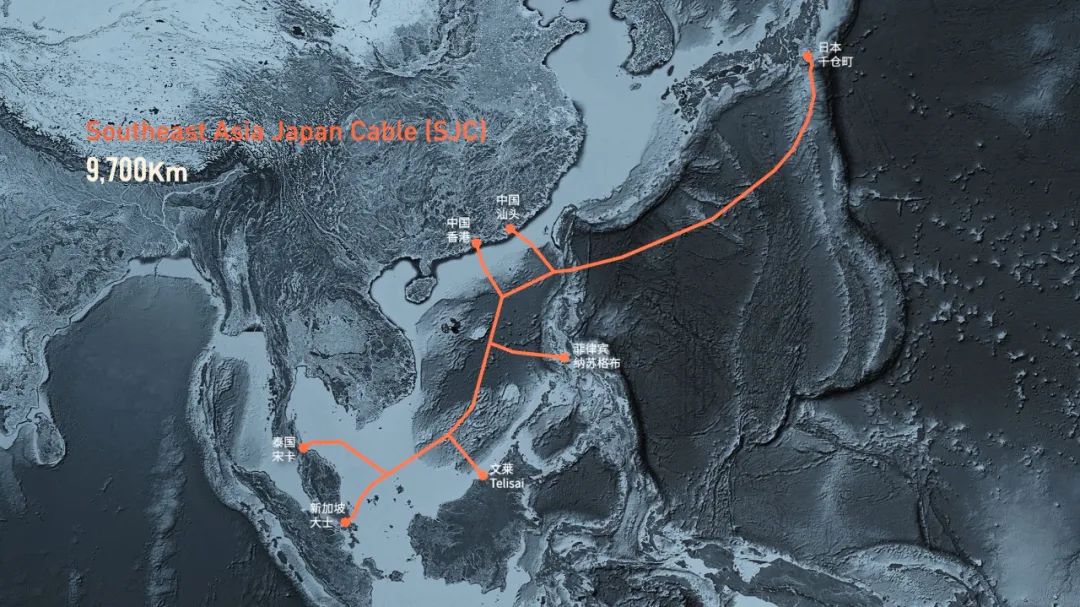 Southeast Asia Japan Cable (SJC)
9,700Km
日本
千仓町
中国
汕头
中国
香港
菲律宾
纳苏格布
泰国
宋卡
文莱
Telisai
新加坡
大士